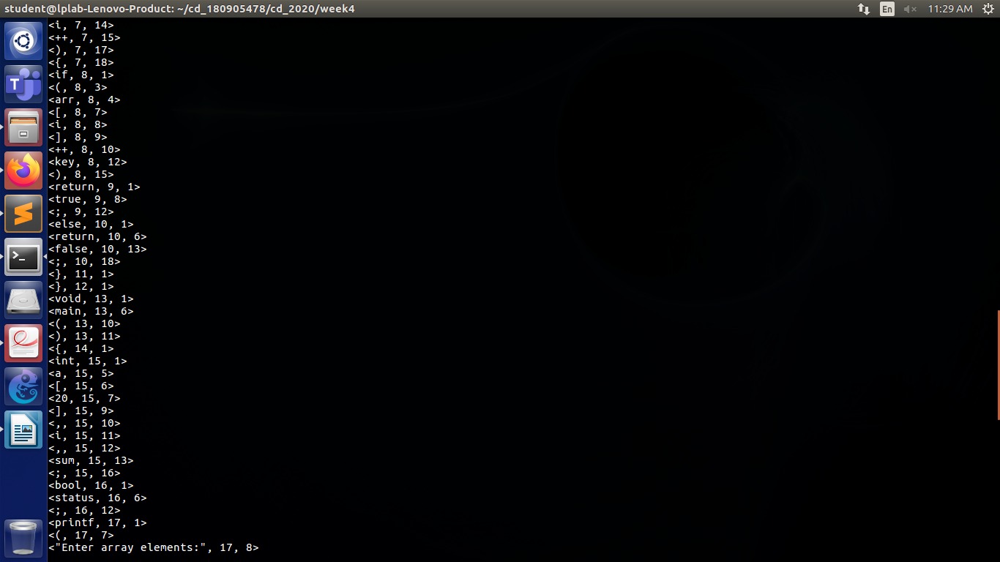 student@lplab-Lenovo-Product: ~/cd_180905478/cd_2020/week4 En 11:29 AM
<i, 7, 14>
<++, 7, 15>
<), 7, 17>
<{, 7, 18>
<if, 8, 1>
<(, 8, 3>
<arr, 8, 4>
<[, 8, 7>
<i, 8, 8>
<], 8, 9>
<++, 8, 10>
<key, 8, 12>
<), 8, 15>
<return, 9, 1>
<true, 9, 8>
<;, 9, 12>
<else, 10, 1>
<return, 10, 6>
<false, 10, 13>
<;, 10, 18>
<}, 11, 1>
<}, 12, 1>
<void, 13, 1>
<main, 13, 6>
<(, 13, 10>
<), 13, 11>
<{, 14, 1>
<int, 15, 1>
<a, 15, 5>
<[, 15, 6>
<20, 15, 7>
<], 15, 9>
<,, 15, 10>
<i, 15, 11>
<,, 15, 12>
<sum, 15, 13>
<;, 15, 16>
<bool, 16, 1>
<status, 16, 6>
<;, 16, 12>
<printf, 17, 1>
<(, 17, 7>
<"Enter array elements:", 17, 8>